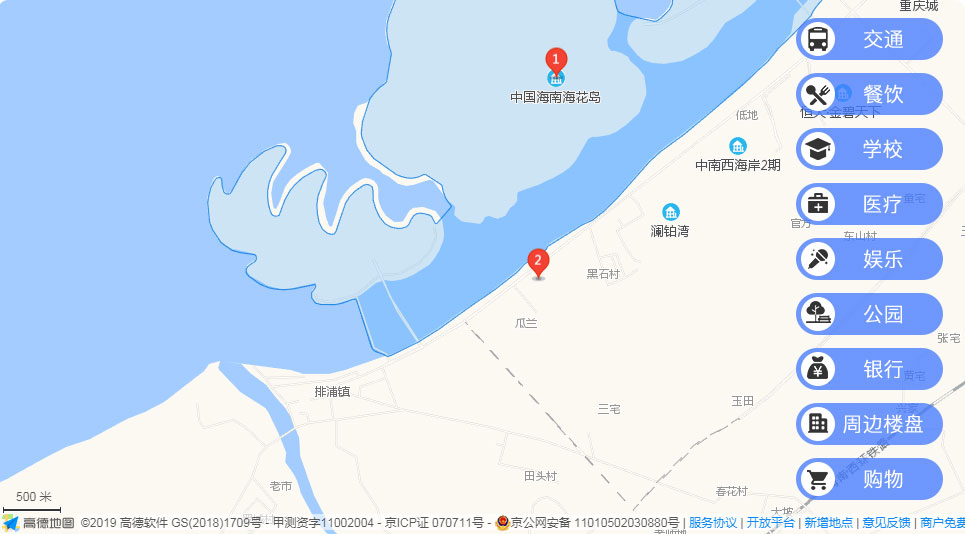 重庆城
交通
1
中国海南海花岛
餐饮
恒大金碧天下
低地
学校
中南西海岸2期
医疗
鱼宅
官方
澜铂湾
东山村
娱乐
2
黑石村
公园
瓜兰
张宅
银行
黄宅
排浦镇
玉田
三宅
周边楼盘
田头村
购物
老市
春花村
500 米
大坡
高德地图
©2019 高德软件 GS(2018)1709号 - 甲测资字11002004 - 京ICP证 070711号 - 京公网安备 11010502030880号 | 服务协议 | 开放平台 | 新增地点 | 意见反馈 | 商户免费